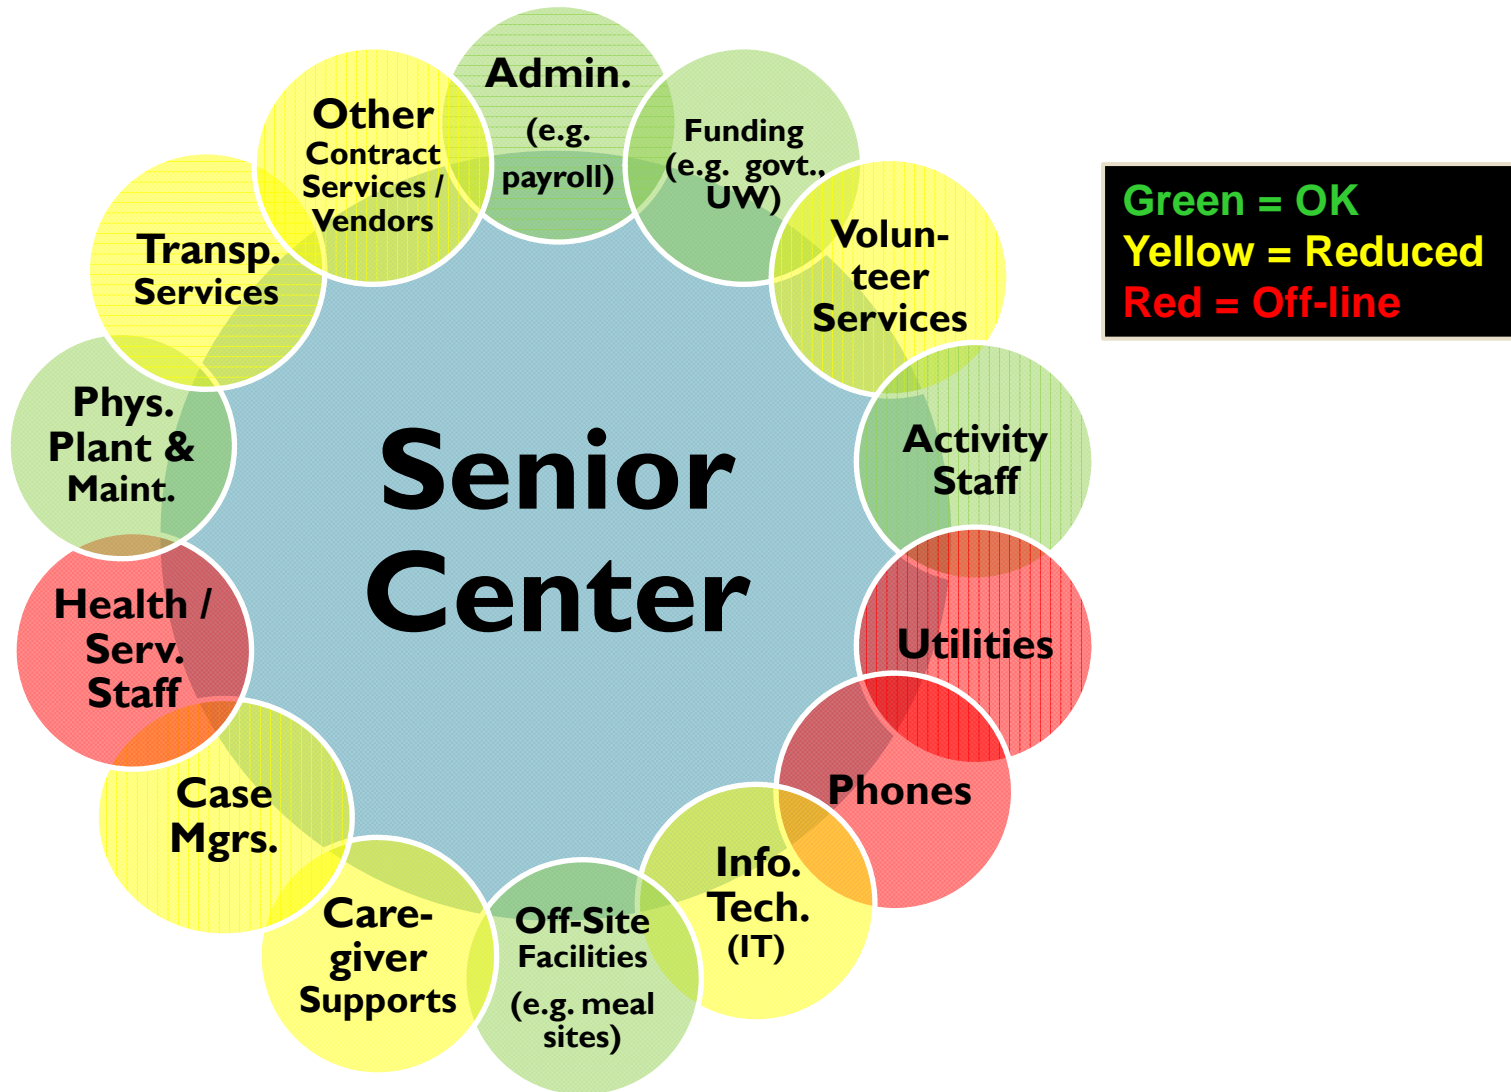 Admin.
(e.g.
payroll)
Funding
(e.g. govt.,
UW)
Volun-
teer
Services
Activity
Staff
Utilities
Phones
Info.
Tech.
(IT)
Off-Site
Facilities
(e.g. meal
sites)
Care-
giver
Supports
Case
Mgrs.
Health /
Serv.
Staff
Phys.
Plant &
Maint.
Transp.
Services
Other
Contract
Services /
Vendors
Senior
Center
Green = OK
Yellow = Reduced
Red = Off-line